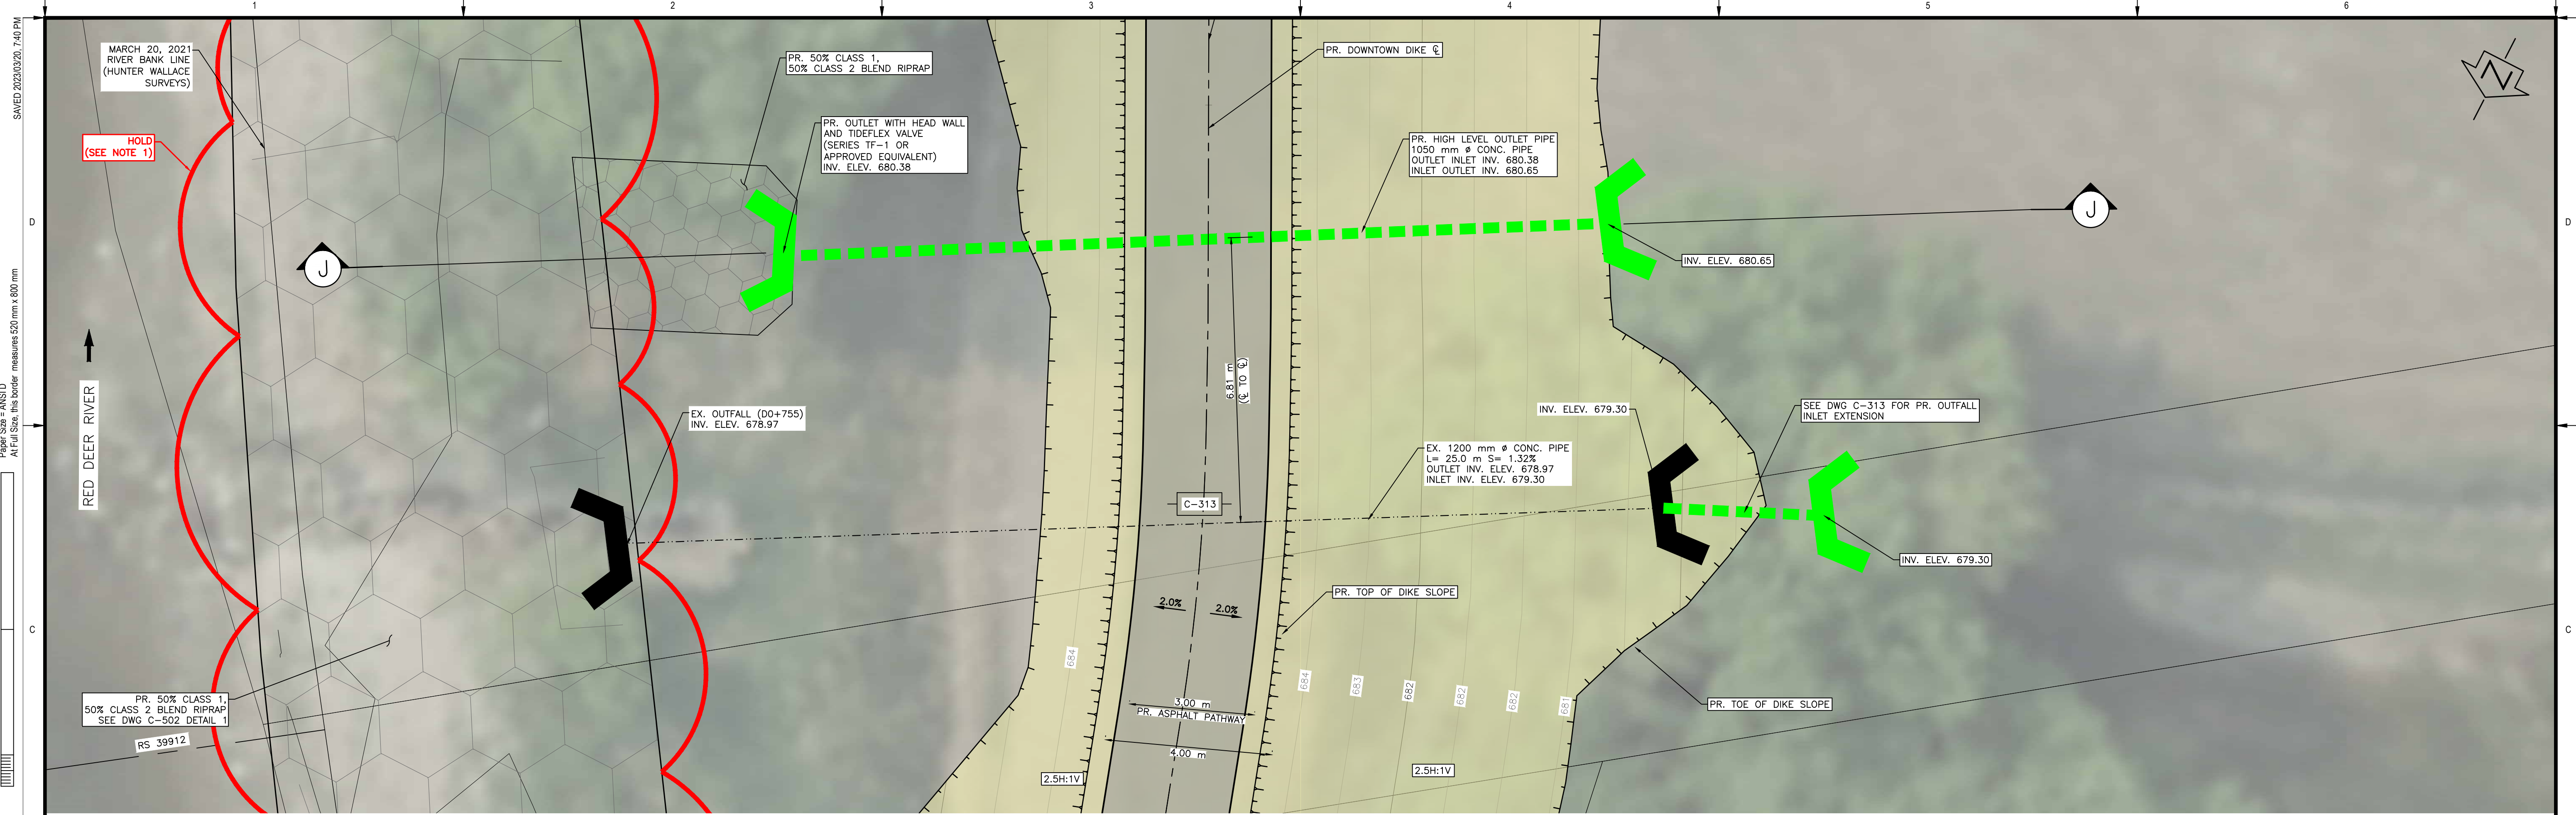 1
2
3
4
5
6
SAVED 2023/03/20, 7:40 PM
MARCH 20, 2021
RIVER BANK LINE
(HUNTER WALLACE
SURVEYS)
PR. 50% CLASS 1,
50% CLASS 2 BLEND RIPRAP
PR. DOWNTOWN DIKE ℄
N
HOLD
(SEE NOTE 1)
PR. OUTLET WITH HEAD WALL
AND TIDEFLEX VALVE
(SERIES TF-1 OR
APPROVED EQUIVALENT)
INV. ELEV. 680.38
PR. HIGH LEVEL OUTLET PIPE
1050 mm ø CONC. PIPE
OUTLET INLET INV. 680.38
INLET OUTLET INV. 680.65
D
D
J
J
INV. ELEV. 680.65
Paper Size = ANSI D
At Full Size, this border measures 520 mm x 800 mm
RED DEER RIVER
6.81 m
(℄ TO ℄)
EX. OUTFALL (D0+755)
INV. ELEV. 678.97
INV. ELEV. 679.30
SEE DWG C-313 FOR PR. OUTFALL
INLET EXTENSION
EX. 1200 mm ø CONC. PIPE
L= 25.0 m S= 1.32%
OUTLET INV. ELEV. 678.97
INLET INV. ELEV. 679.30
C-313
INV. ELEV. 679.30
2.0%
2.0%
PR. TOP OF DIKE SLOPE
C
C
684
684
683
682
682
682
681
PR. 50% CLASS 1,
50% CLASS 2 BLEND RIPRAP
SEE DWG C-502 DETAIL 1
3.00 m
PR. ASPHALT PATHWAY
PR. TOE OF DIKE SLOPE
RS 39912
4.00 m
2.5H:1V
2.5H:1V